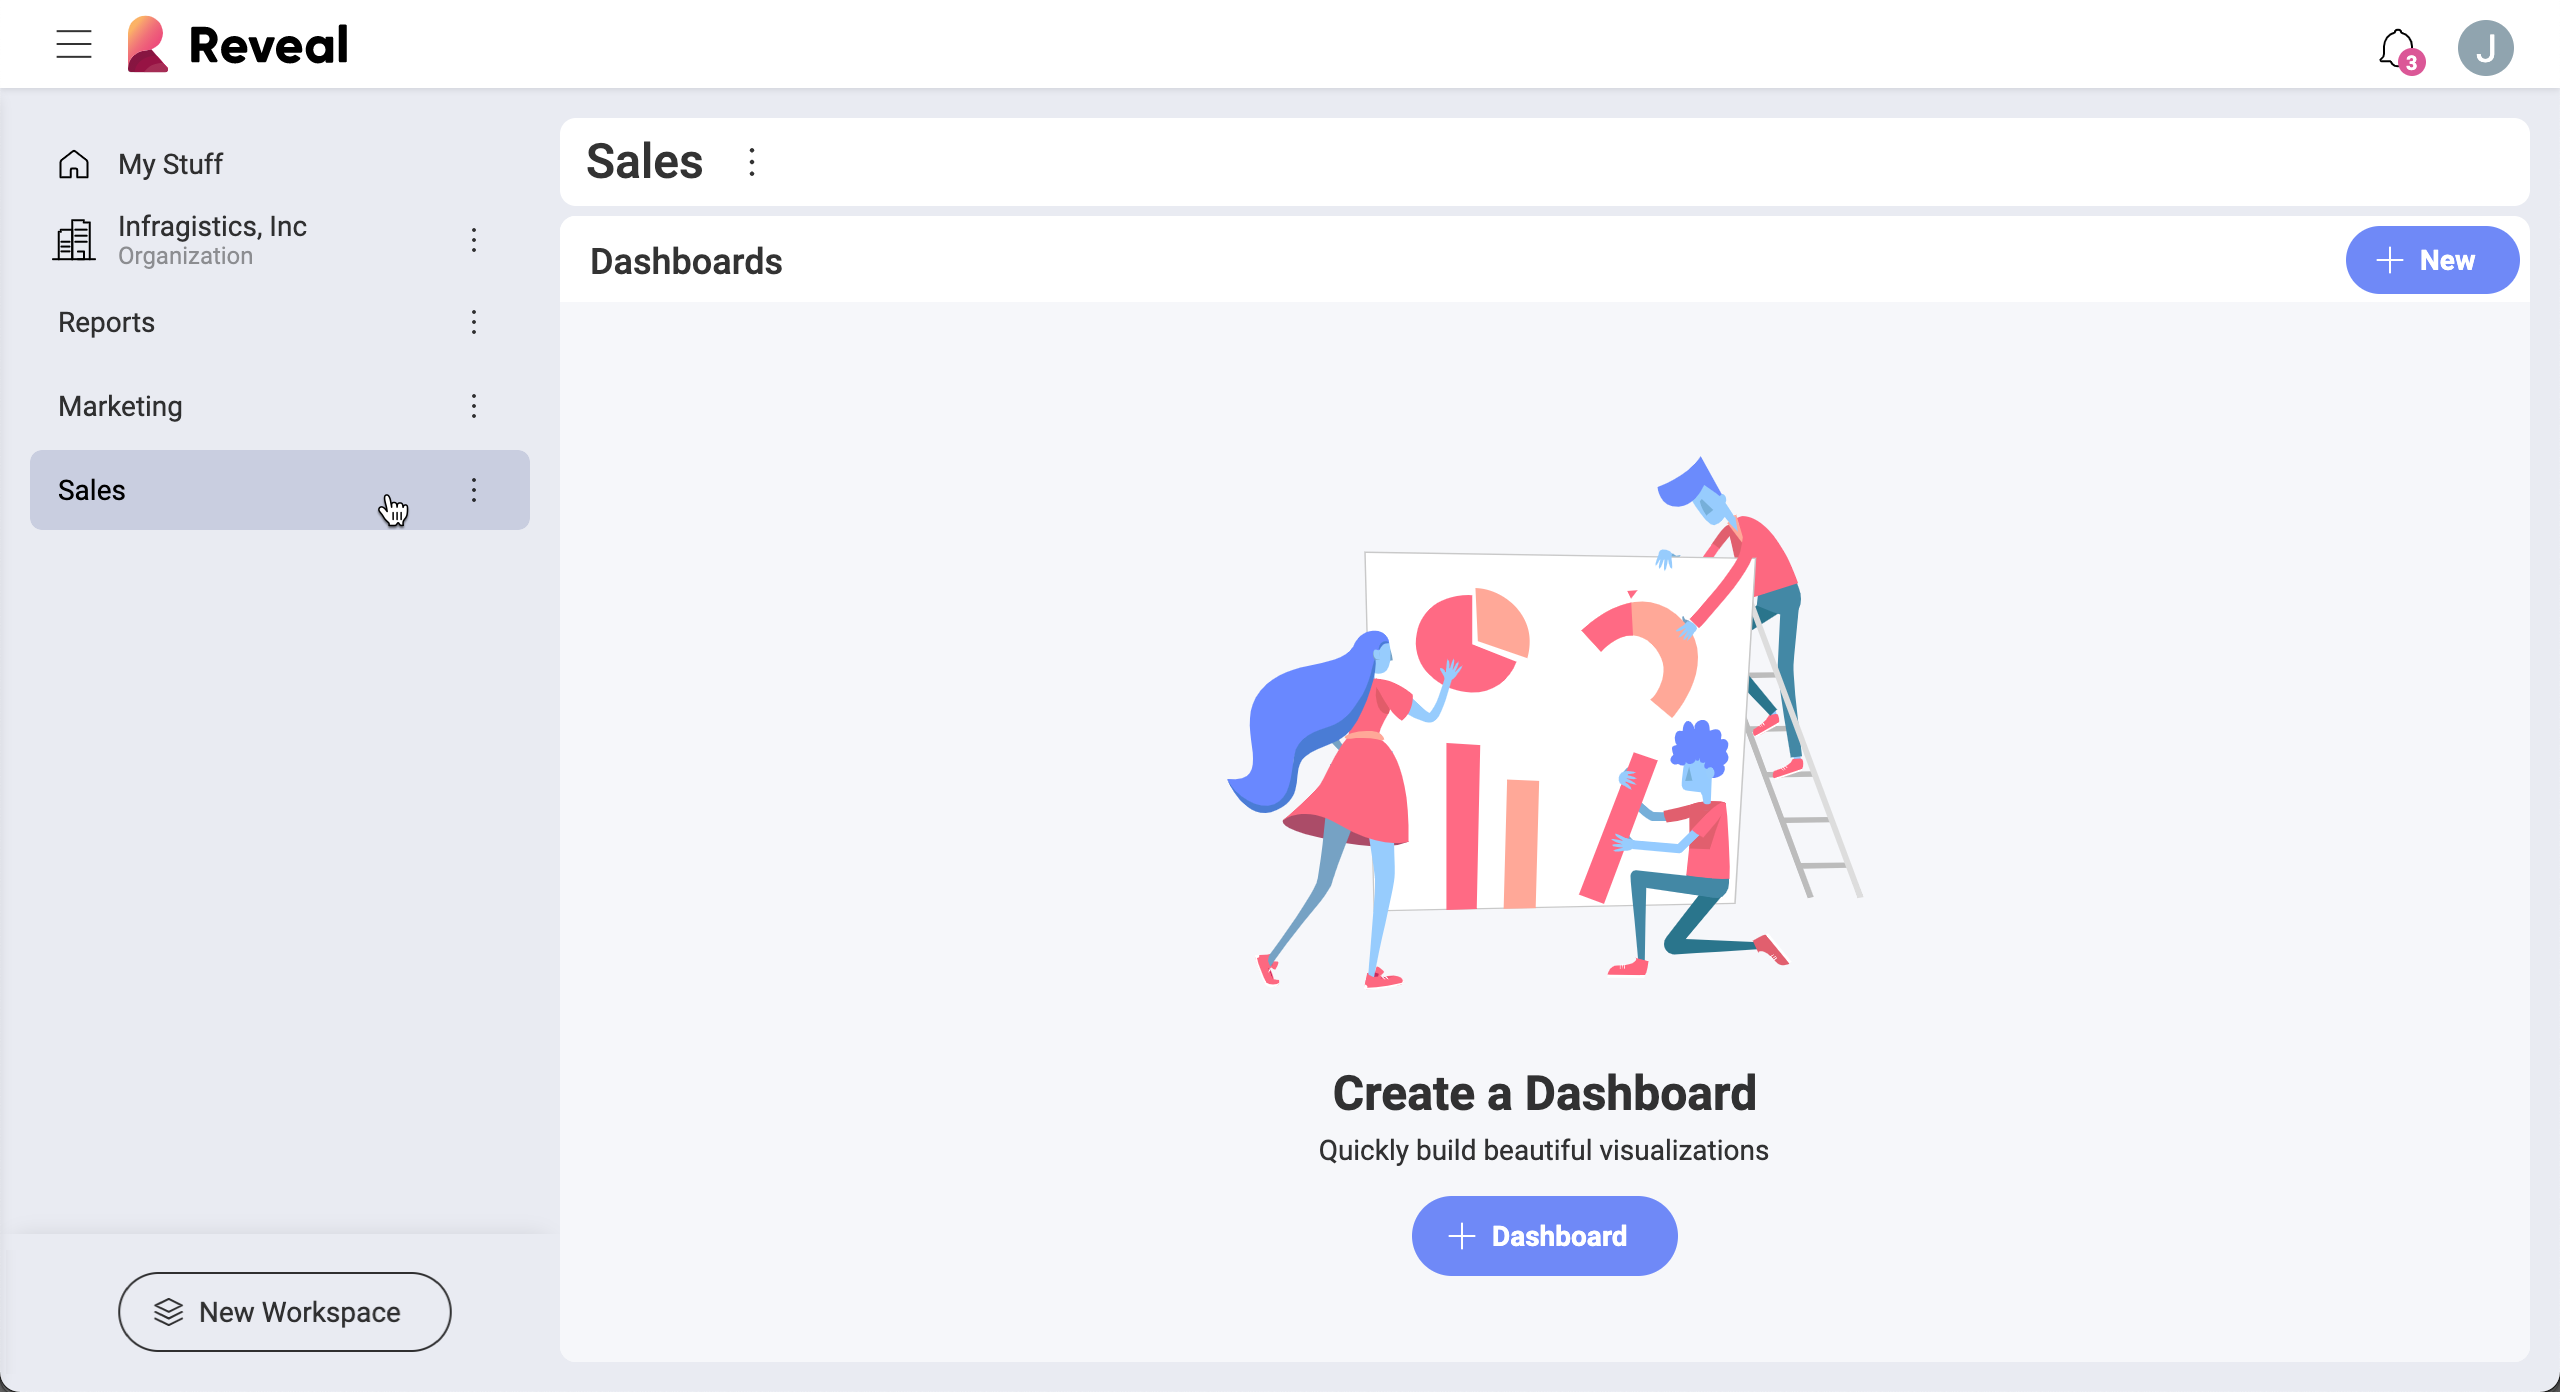 Reveal
3
J
My Stuff
Infragistics, Inc
Organization
Reports
Marketing
Sales
Sales
Dashboards
New
Create a Dashboard
Quickly build beautiful visualizations
Dashboard
New Workspace